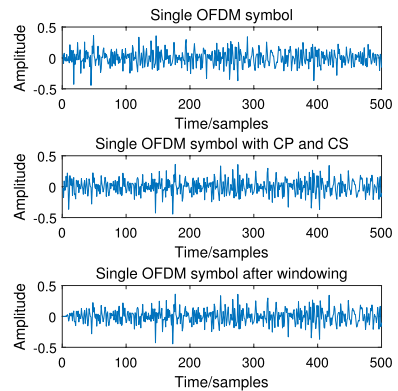 Single OFDM symbol
0.5
0
-0.5
Amplitude
0 100 200 300 400 500
Time/samples
Single OFDM symbol with CP and CS
0.5
0
-0.5
Amplitude
0 100 200 300 400 500
Time/samples
Single OFDM symbol after windowing
0.5
0
-0.5
Amplitude
0 100 200 300 400 500
Time/samples